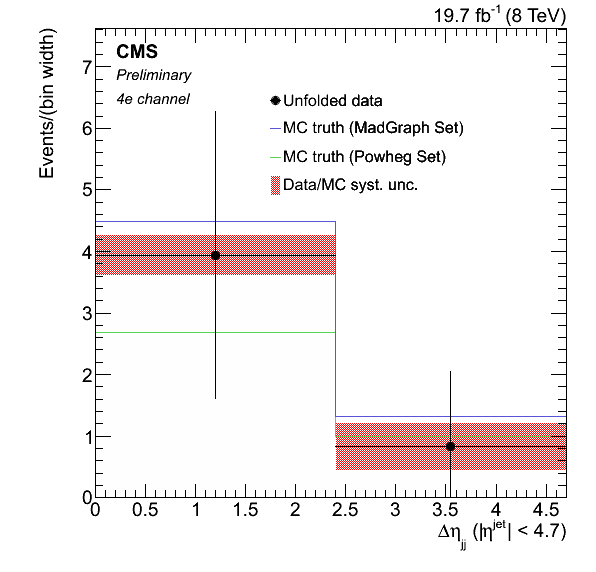 19.7 fb⁻¹ (8 TeV)
Events/(bin width)
CMS
Preliminary
4e channel
Unfolded data
MC truth (MadGraph Set)
MC truth (Powheg Set)
Data/MC syst. unc.
7
6
5
4
3
2
1
0
0 0.5 1 1.5 2 2.5 3 3.5 4 4.5
Δη_jj (|η^jet| < 4.7)